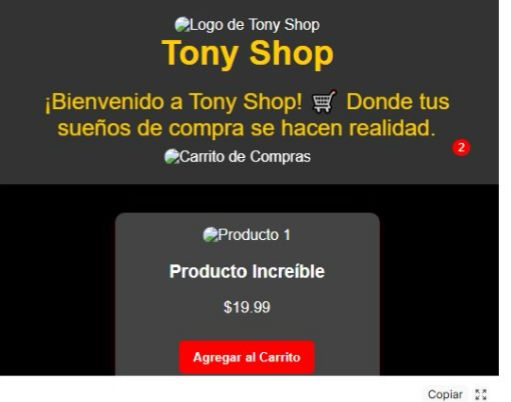 Logo de Tony Shop
Tony Shop
¡Bienvenido a Tony Shop! 🛒 Donde tus
sueños de compra se hacen realidad.
2
Carrito de Compras
Producto 1
Producto Increíble
$19.99
Agregar al Carrito
Copiar